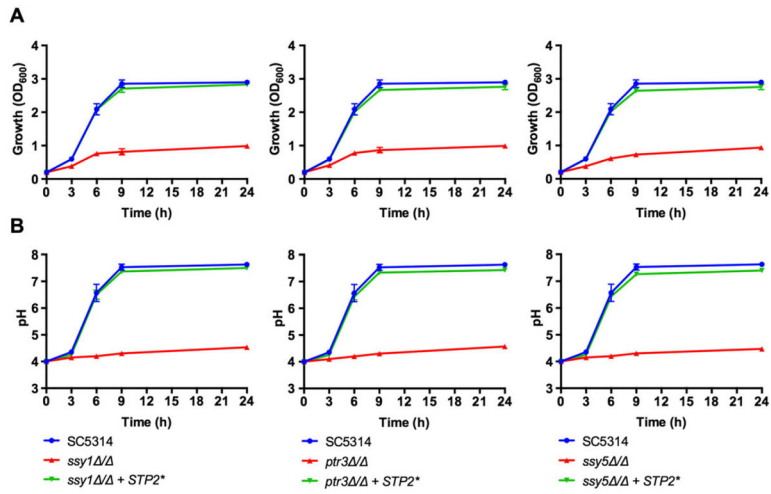 A
Growth (OD600)
4
3
2
1
0
0 3 6 9 12 15 18 21 24
Time (h)
Growth (OD600)
4
3
2
1
0
0 3 6 9 12 15 18 21 24
Time (h)
Growth (OD600)
4
3
2
1
0
0 3 6 9 12 15 18 21 24
Time (h)
B
pH
8
7
6
5
4
3
0 3 6 9 12 15 18 21 24
Time (h)
pH
8
7
6
5
4
3
0 3 6 9 12 15 18 21 24
Time (h)
pH
8
7
6
5
4
3
0 3 6 9 12 15 18 21 24
Time (h)
SC5314
ssy1Δ/Δ
ssy1Δ/Δ + STP2*
SC5314
ptr3Δ/Δ
ptr3Δ/Δ + STP2*
SC5314
ssy5Δ/Δ
ssy5Δ/Δ + STP2*